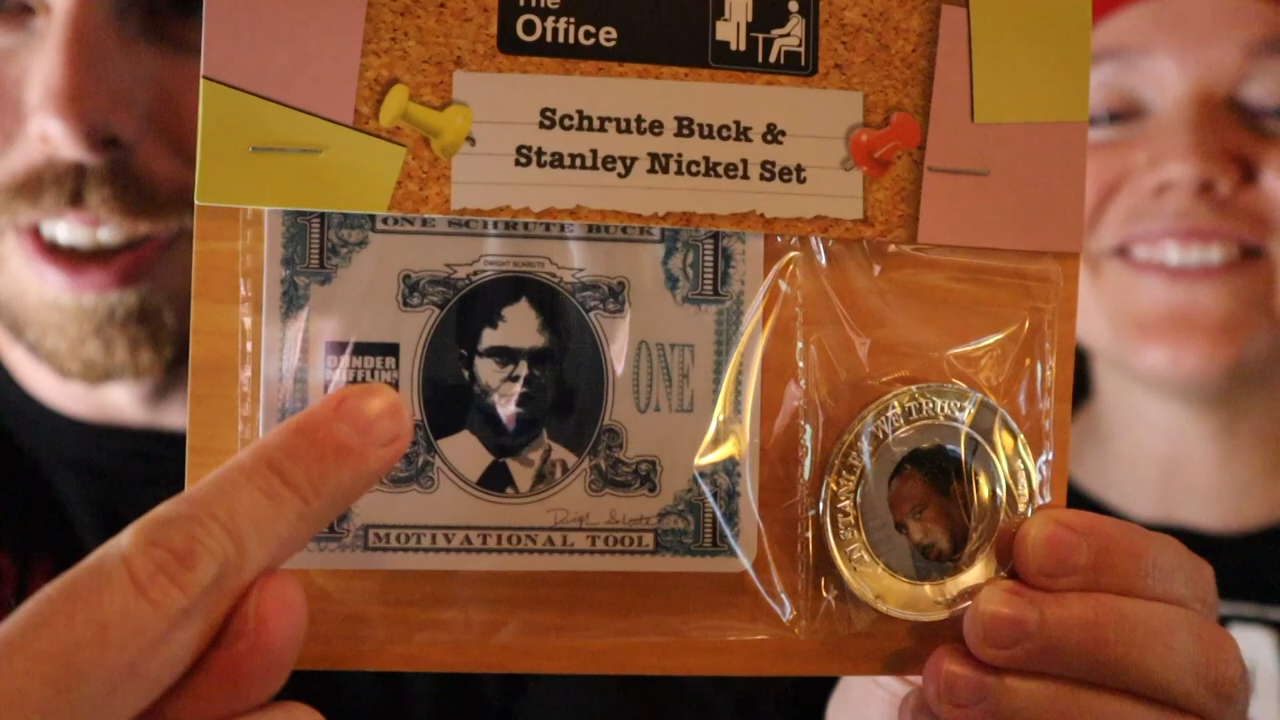 The
Office
Schrute Buck &
Stanley Nickel Set
1 ONE SCHRUTE BUCK 1
DWIGHT SCHRUTE
DUNDER
MIFFLIN
ONE
MOTIVATIONAL TOOL 1
IN STANLEY WE TRUST